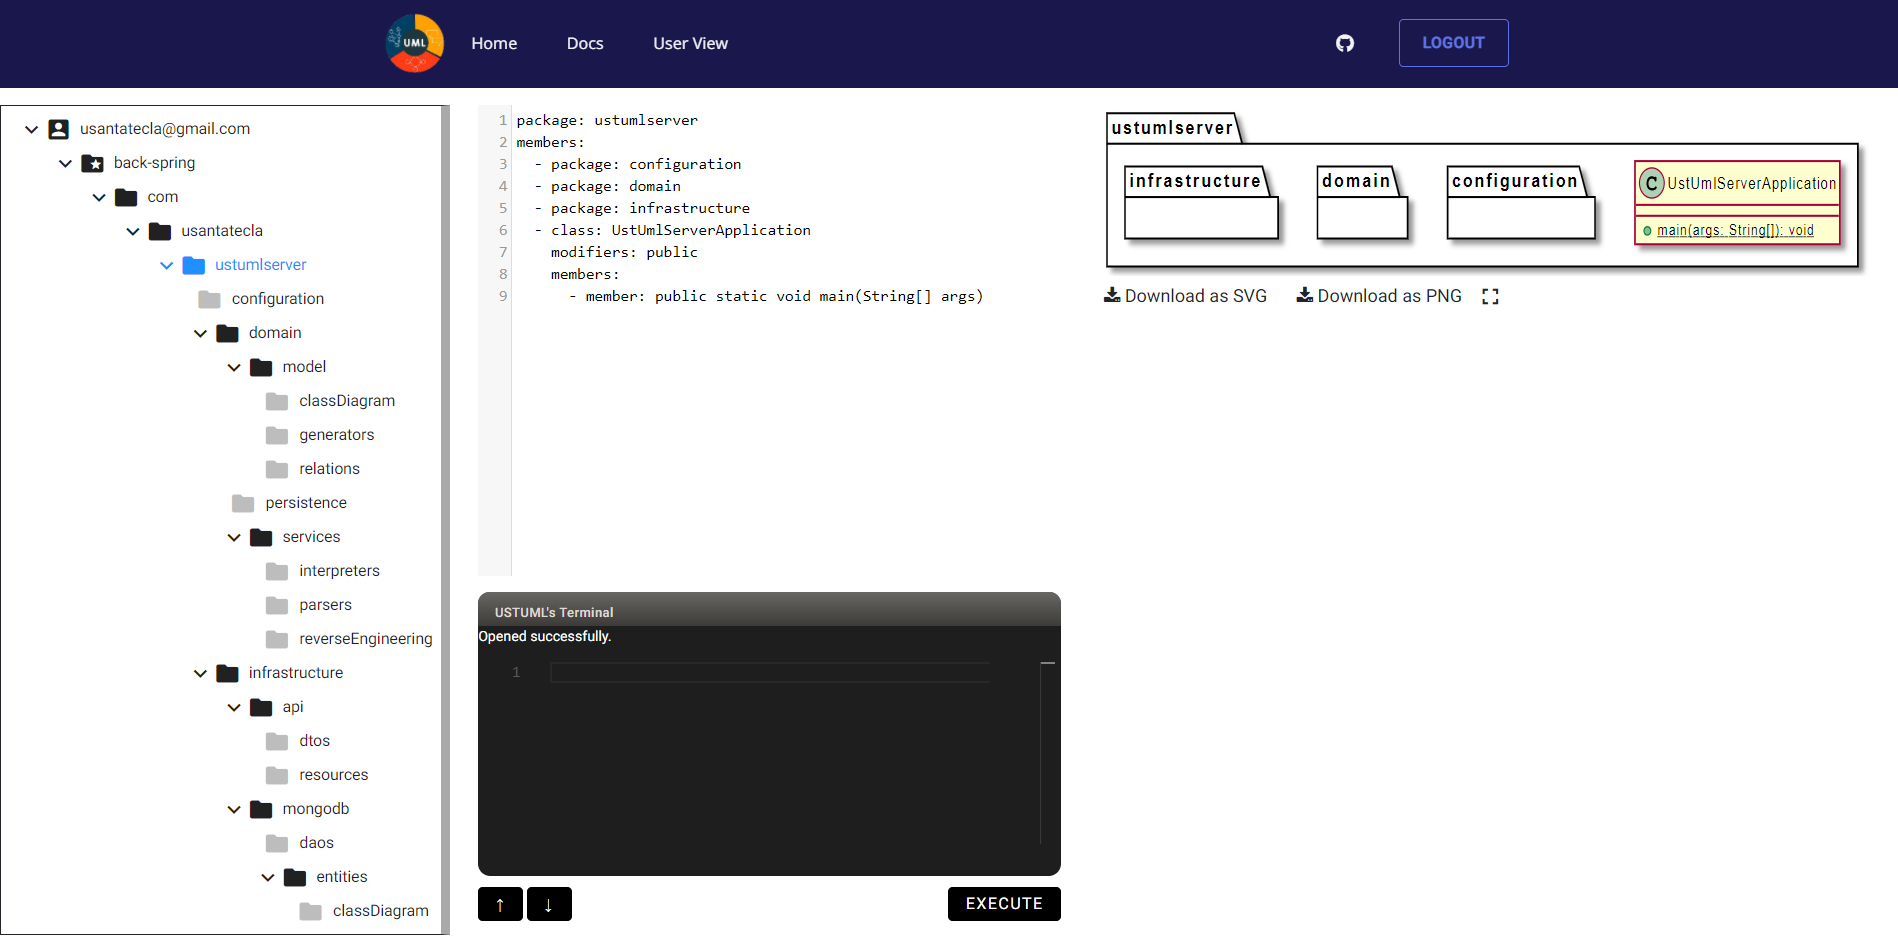 UML
Home
Docs
User View
LOGOUT
usantatecla@gmail.com
back-spring
com
usantatecla
ustumlserver
configuration
domain
model
classDiagram
generators
relations
persistence
services
interpreters
parsers
reverseEngineering
infrastructure
api
dtos
resources
mongodb
daos
entities
classDiagram
1 package: ustumlserver
2 members:
3   - package: configuration
4   - package: domain
5   - package: infrastructure
6   - class: UstUmlServerApplication
7     modifiers: public
8     members:
9       - member: public static void main(String[] args)
USTUML's Terminal
Opened successfully.
1
↑ ↓
EXECUTE
ustumlserver
infrastructure
domain
configuration
C UstUmlServerApplication
main(args: String[]): void
Download as SVG
Download as PNG